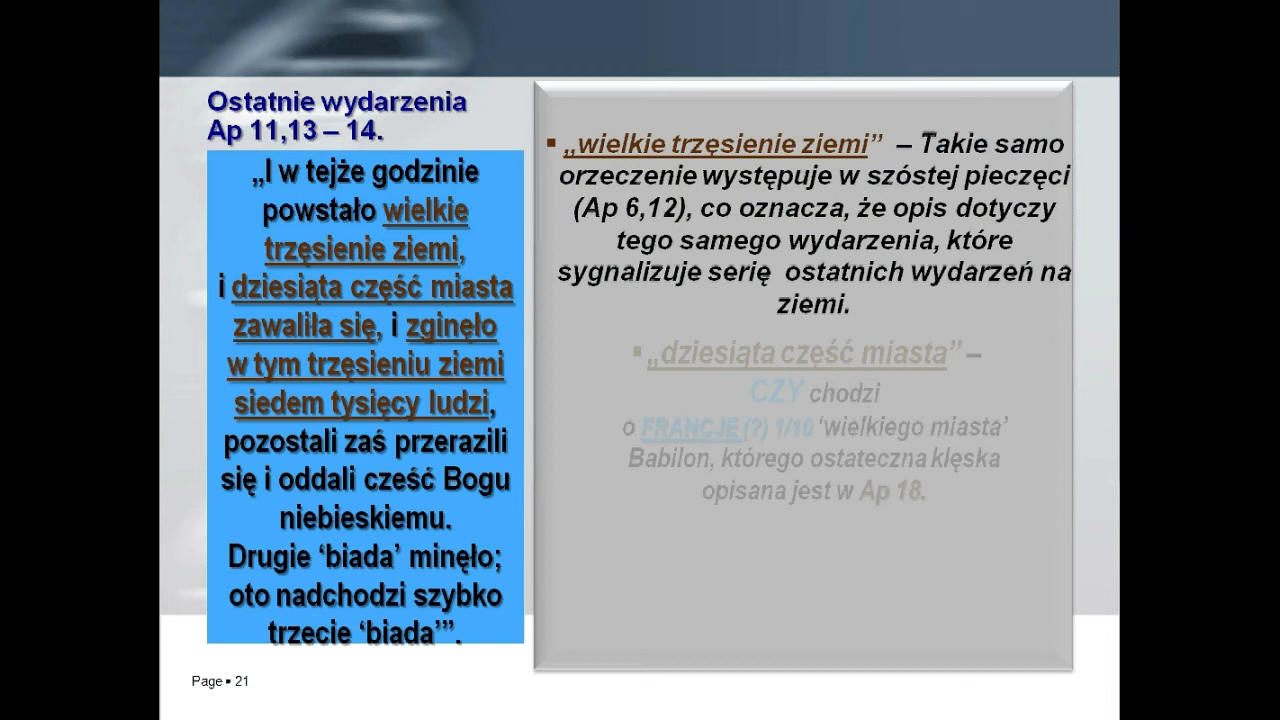 Ostatnie wydarzenia
Ap 11,13 – 14.
„I w tejże godzinie
powstało wielkie
trzęsienie ziemi,
i dziesiąta część miasta
zawaliła się, i zginęło
w tym trzęsieniu ziemi
siedem tysięcy ludzi,
pozostali zaś przerazili
się i oddali cześć Bogu
niebieskiemu.
Drugie ‘biada’ minęło;
oto nadchodzi szybko
trzecie ‘biada’”.
▪ „wielkie trzęsienie ziemi” – Takie samo
orzeczenie występuje w szóstej pieczęci
(Ap 6,12), co oznacza, że opis dotyczy
tego samego wydarzenia, które
sygnalizuje serię ostatnich wydarzeń na
ziemi.
▪ „dziesiąta część miasta” –
CZY chodzi
o FRANCJĘ (?) 1/10 ‘wielkiego miasta’
Babilon, którego ostateczna klęska
opisana jest w Ap 18.
Page ▪ 21